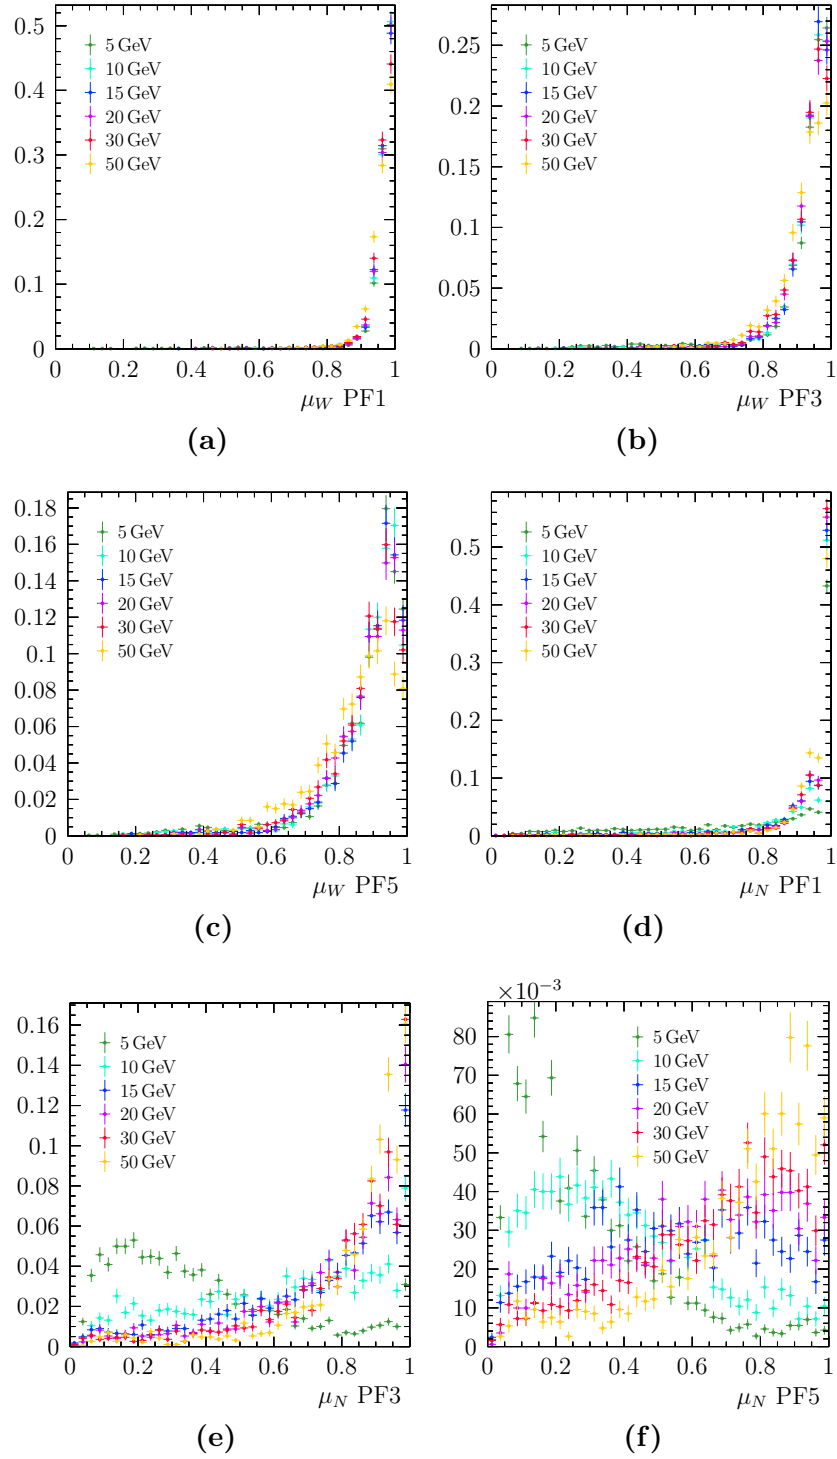 0.5
0.4
0.3
0.2
0.1
0
5 GeV
10 GeV
15 GeV
20 GeV
30 GeV
50 GeV
0 0.2 0.4 0.6 0.8 1
μ_W PF1
(a)
0.25
0.2
0.15
0.1
0.05
0
5 GeV
10 GeV
15 GeV
20 GeV
30 GeV
50 GeV
0 0.2 0.4 0.6 0.8 1
μ_W PF3
(b)
0.18
0.16
0.14
0.12
0.1
0.08
0.06
0.04
0.02
0
5 GeV
10 GeV
15 GeV
20 GeV
30 GeV
50 GeV
0 0.2 0.4 0.6 0.8 1
μ_W PF5
(c)
0.5
0.4
0.3
0.2
0.1
0
5 GeV
10 GeV
15 GeV
20 GeV
30 GeV
50 GeV
0 0.2 0.4 0.6 0.8 1
μ_N PF1
(d)
0.16
0.14
0.12
0.1
0.08
0.06
0.04
0.02
0
5 GeV
10 GeV
15 GeV
20 GeV
30 GeV
50 GeV
0 0.2 0.4 0.6 0.8 1
μ_N PF3
(e)
×10⁻³
80
70
60
50
40
30
20
10
0
5 GeV
10 GeV
15 GeV
20 GeV
30 GeV
50 GeV
0 0.2 0.4 0.6 0.8 1
μ_N PF5
(f)